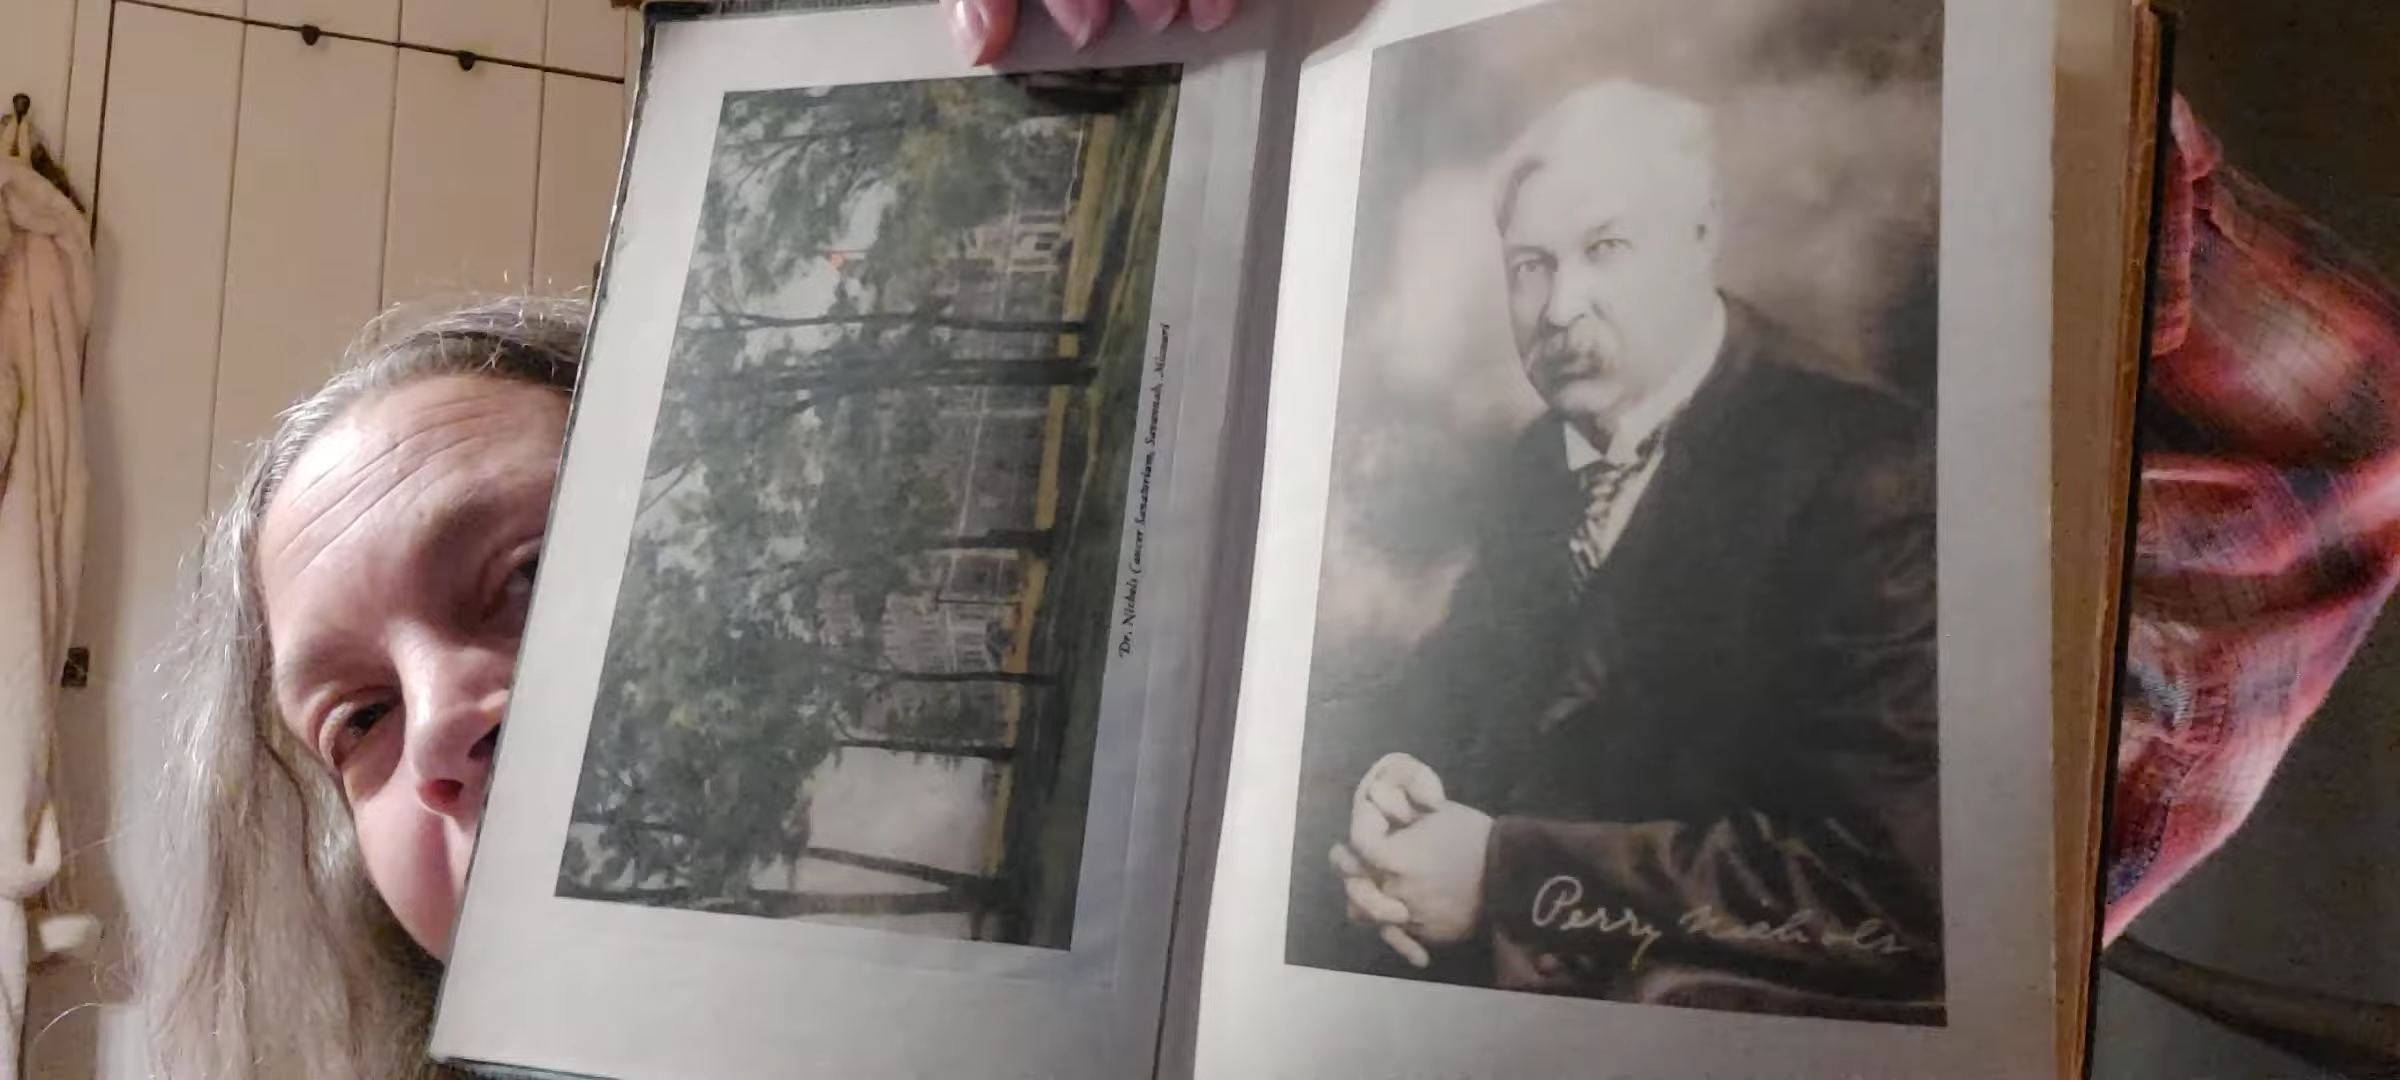 Dr. Nichols Cancer Sanatorium, Savannah, Missouri
Perry Nichols